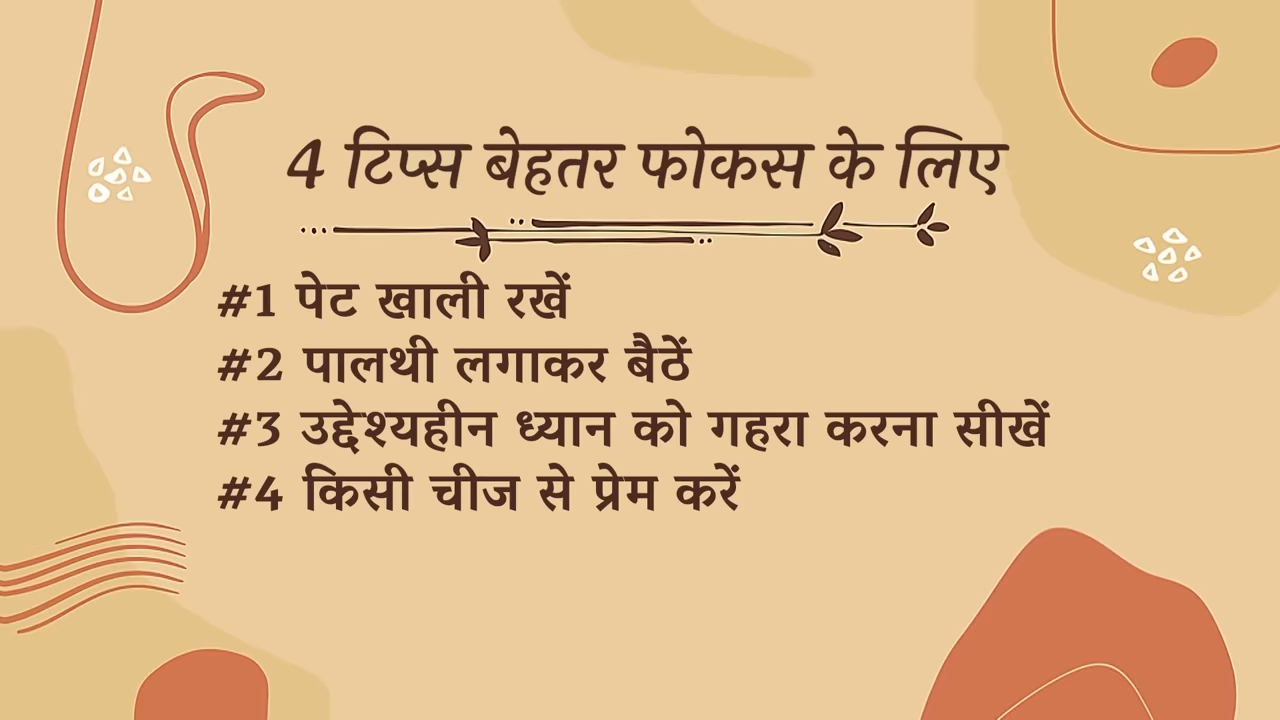 4 टिप्स बेहतर फोकस के लिए
#1 पेट खाली रखें
#2 पालथी लगाकर बैठें
#3 उद्देश्यहीन ध्यान को गहरा करना सीखें
#4 किसी चीज से प्रेम करें